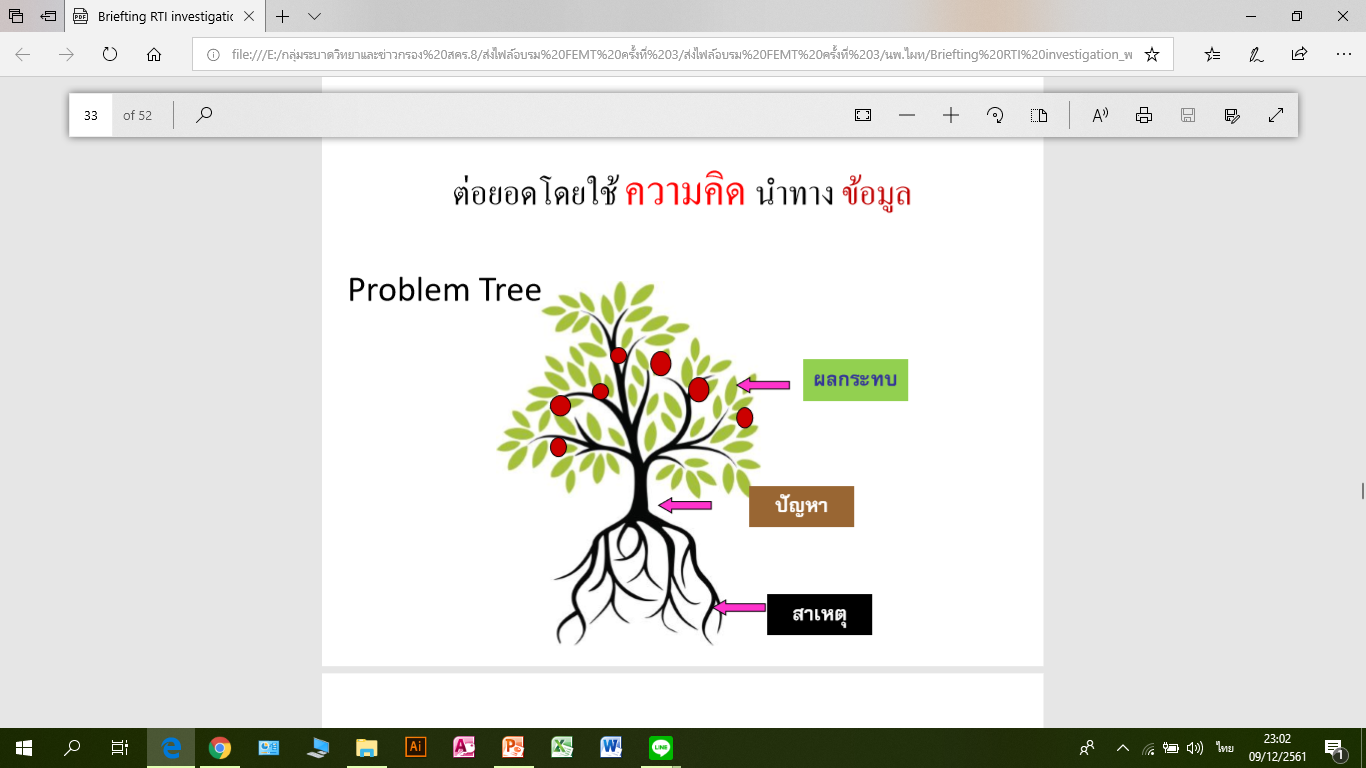 Briefing RTI investigatio
file:///E:/กลุ่มระบาดวิทยาและข่าวกรอง%20สคร.8/ส่งไฟล์อบรม%20FEMT%20ครั้งที่%203/ส่งไฟล์อบรม%20FEMT%20ครั้งที่%203/นพ.ไผท/Briefting%20RTI%20investigation_พ
33 of 52
ต่อยอดโดยใช้ ความคิด นำทาง ข้อมูล
Problem Tree
ผลกระทบ
ปัญหา
สาเหตุ
ไทย
23:02
09/12/2561
1